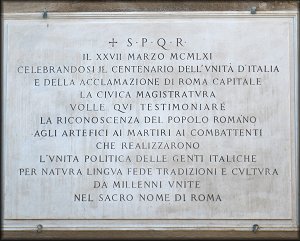 ✢ S·P·Q·R·
IL XXVII MARZO MCMLXI
CELEBRANDOSI IL CENTENARIO DELL'VNITÀ D'ITALIA
E DELLA ACCLAMAZIONE DI ROMA CAPITALE
LA CIVICA MAGISTRATVRA
VOLLE QVI TESTIMONIARE
LA RICONOSCENZA DEL POPOLO ROMANO
AGLI ARTEFICI AI MARTIRI AI COMBATTENTI
CHE REALIZZARONO
L'VNITA POLITICA DELLE GENTI ITALICHE
PER NATVRA LINGVA FEDE TRADIZIONI E CVLTVRA
DA MILLENNI VNITE
NEL SACRO NOME DI ROMA